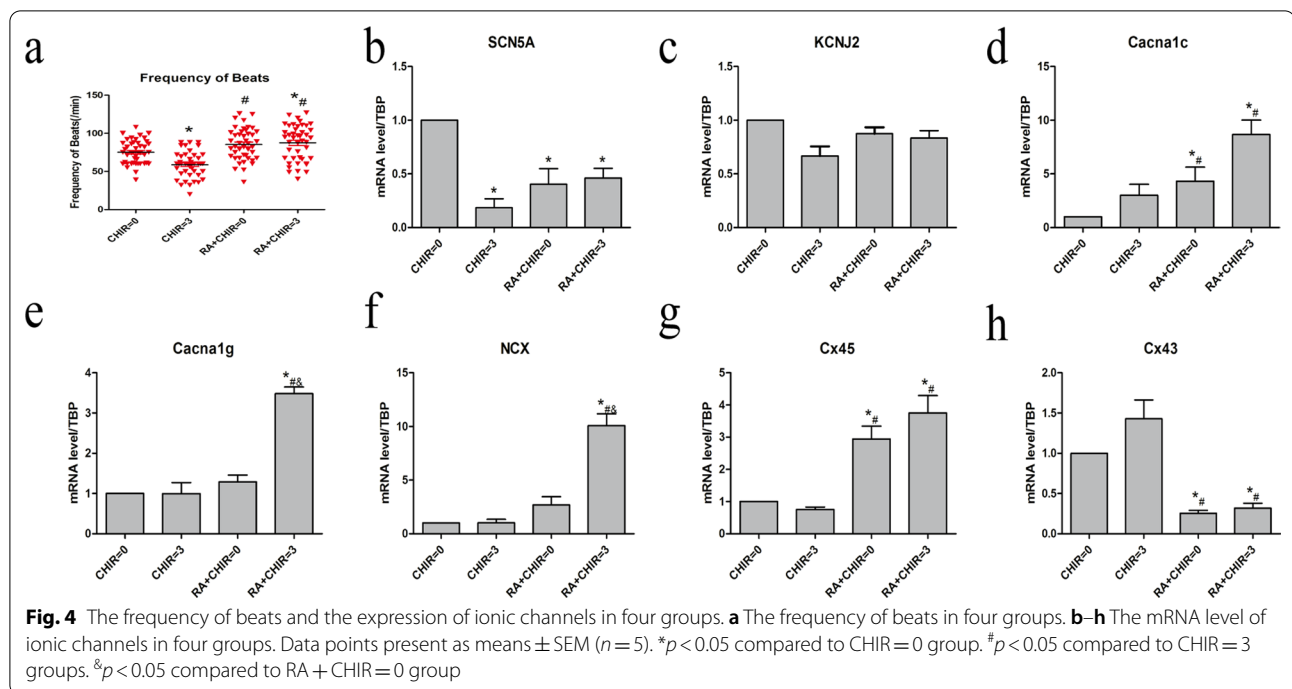 a
Frequency of Beats
Frequency of Beats(/min)
150
100
50
0
*
#
*
#
CHIR=0
CHIR=3
RA+CHIR=0
RA+CHIR=3
b
SCN5A
mRNA level/TBP
1.5
1.0
0.5
0.0
*
*
*
CHIR=0
CHIR=3
RA+CHIR=0
RA+CHIR=3
c
KCNJ2
mRNA level/TBP
1.5
1.0
0.5
0.0
CHIR=0
CHIR=3
RA+CHIR=0
RA+CHIR=3
d
Cacna1c
mRNA level/TBP
15
10
5
0
*
#
*
#
CHIR=0
CHIR=3
RA+CHIR=0
RA+CHIR=3
e
Cacna1g
mRNA level/TBP
4
3
2
1
0
*
#&
CHIR=0
CHIR=3
RA+CHIR=0
RA+CHIR=3
f
NCX
mRNA level/TBP
15
10
5
0
*
#&
CHIR=0
CHIR=3
RA+CHIR=0
RA+CHIR=3
g
Cx45
mRNA level/TBP
5
4
3
2
1
0
*
#
*
#
CHIR=0
CHIR=3
RA+CHIR=0
RA+CHIR=3
h
Cx43
mRNA level/TBP
2.0
1.5
1.0
0.5
0.0
*
#
*
#
CHIR=0
CHIR=3
RA+CHIR=0
RA+CHIR=3
Fig. 4 The frequency of beats and the expression of ionic channels in four groups. a The frequency of beats in four groups. b–h The mRNA level of
ionic channels in four groups. Data points present as means ± SEM (n = 5). *p < 0.05 compared to CHIR = 0 group. #p < 0.05 compared to CHIR = 3
groups. &p < 0.05 compared to RA + CHIR = 0 group